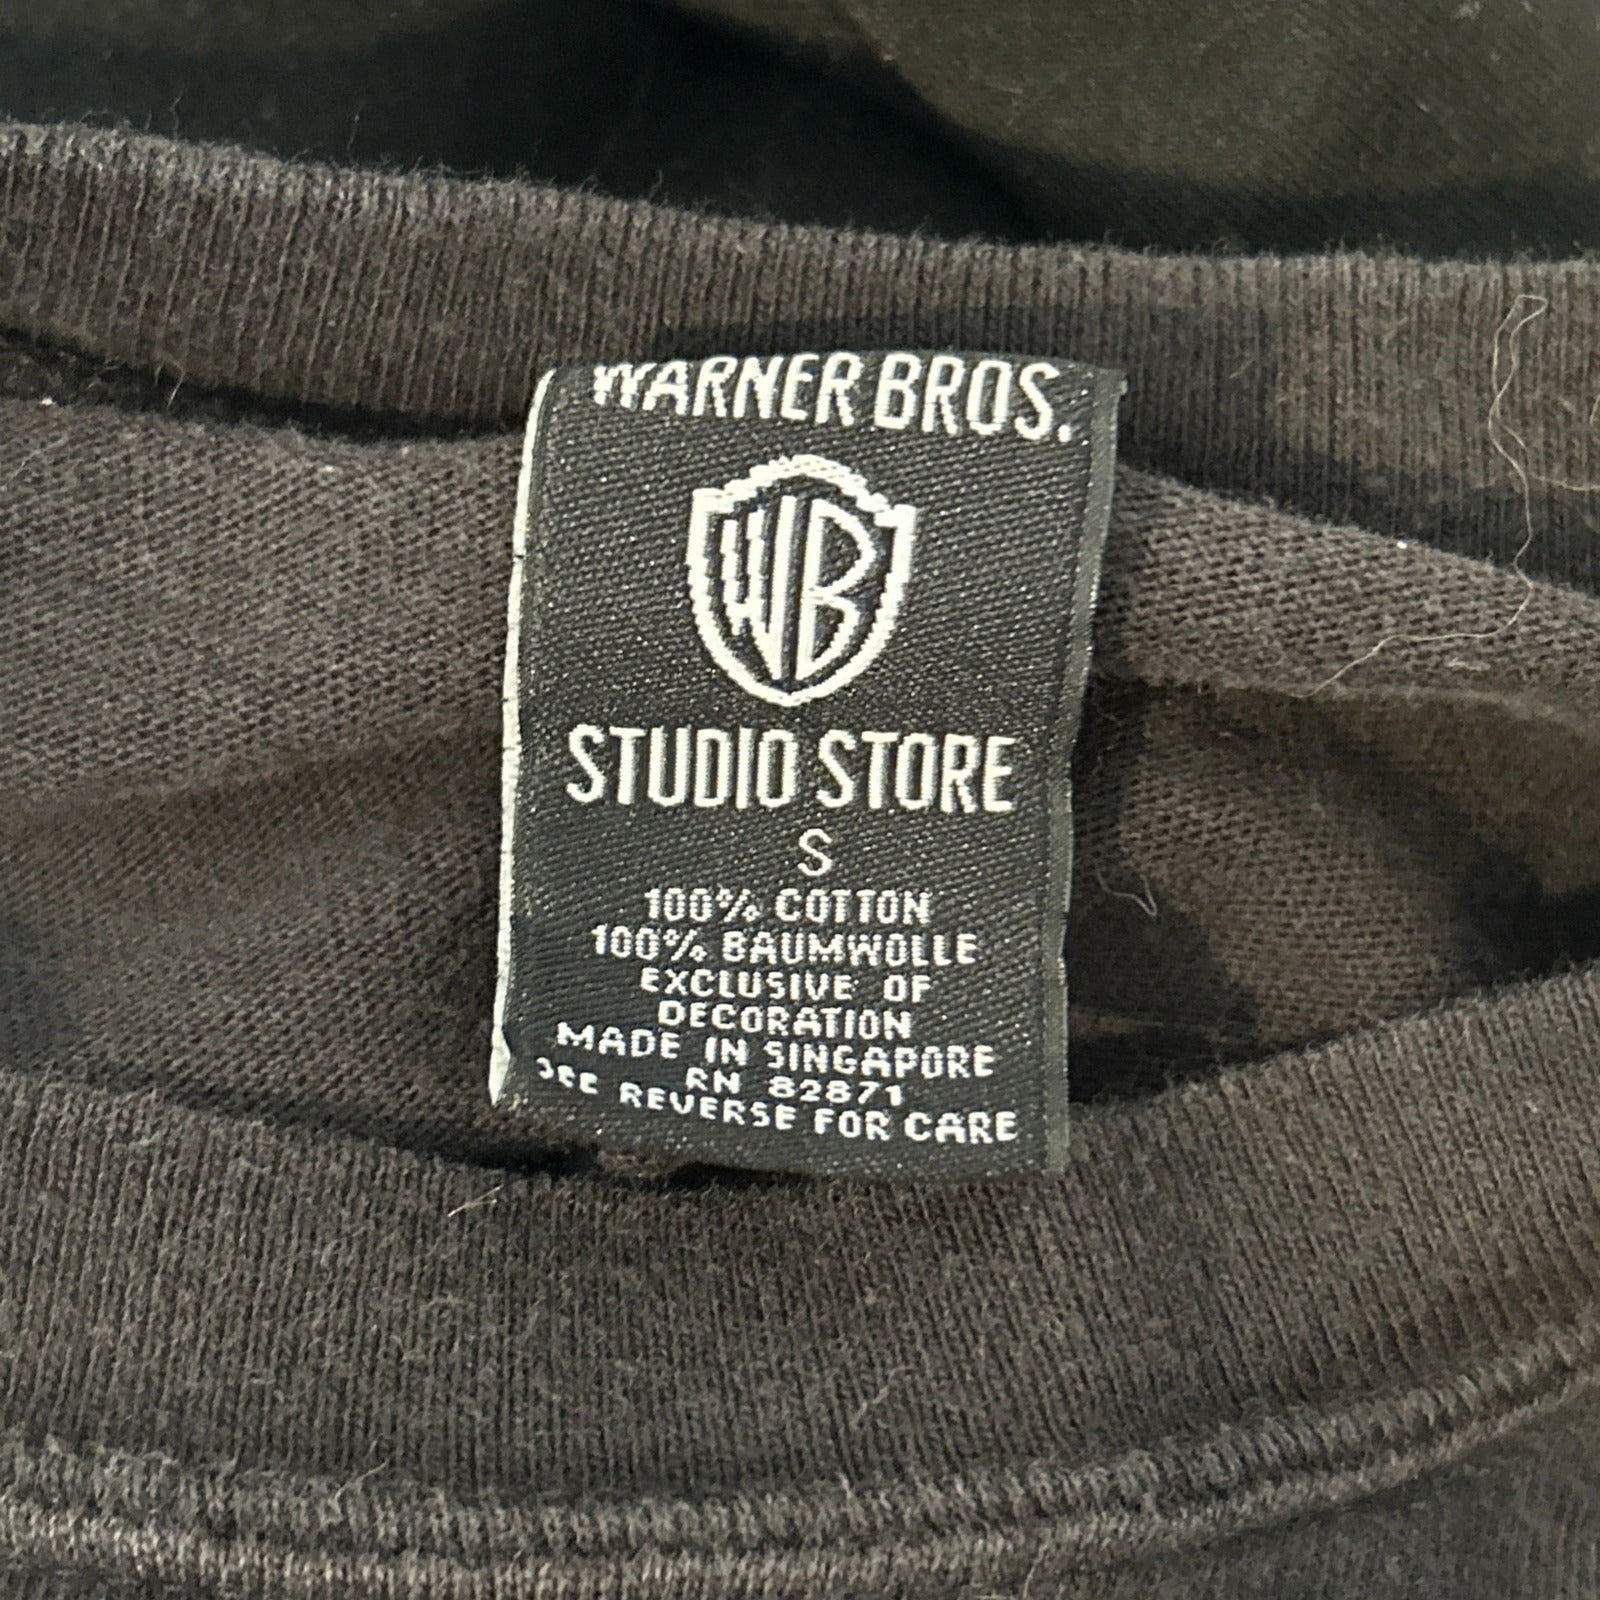 WARNER BROS.
WB
STUDIO STORE
S
100% COTTON
100% BAUMWOLLE
EXCLUSIVE OF
DECORATION
MADE IN SINGAPORE
RN 82871
SEE REVERSE FOR CARE